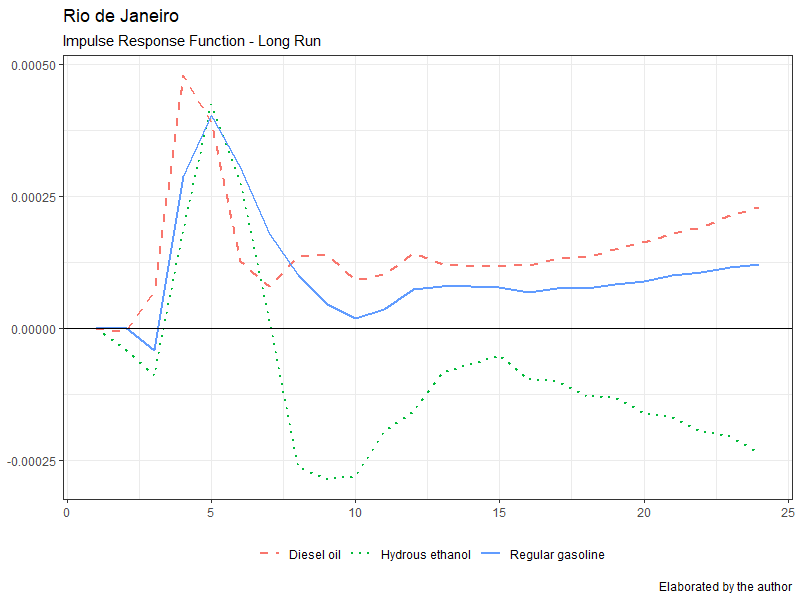 Rio de Janeiro
Impulse Response Function - Long Run
0.00050
0.00025
0.00000
-0.00025
0 5 10 15 20 25
Diesel oil Hydrous ethanol Regular gasoline
Elaborated by the author